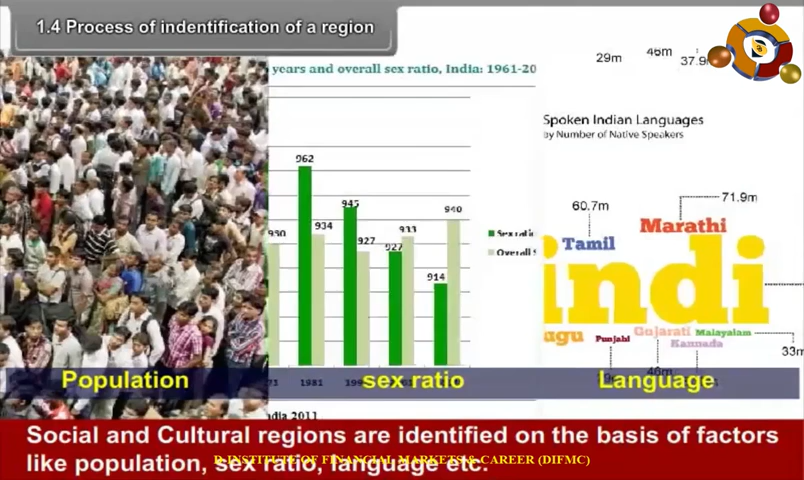 1.4 Process of indentification of a region
years and overall sex ratio, India: 1961-20
962
945
930
934
927
927
933
914
940
Sex ratio
Overall S
1981
India 2011
29m
46m
37.9m
Spoken Indian Languages
by Number of Native Speakers
60.7m
71.9m
Tamil
Marathi
indi
agu
Punjabi
Gujarati
Malayalam
Kannada
33m
46m
Population
sex ratio
Language
Social and Cultural regions are identified on the basis of factors
like population, sex ratio, language etc.
D-INSTITUTE OF FINANCIAL MARKETS & CAREER (DIFMC)